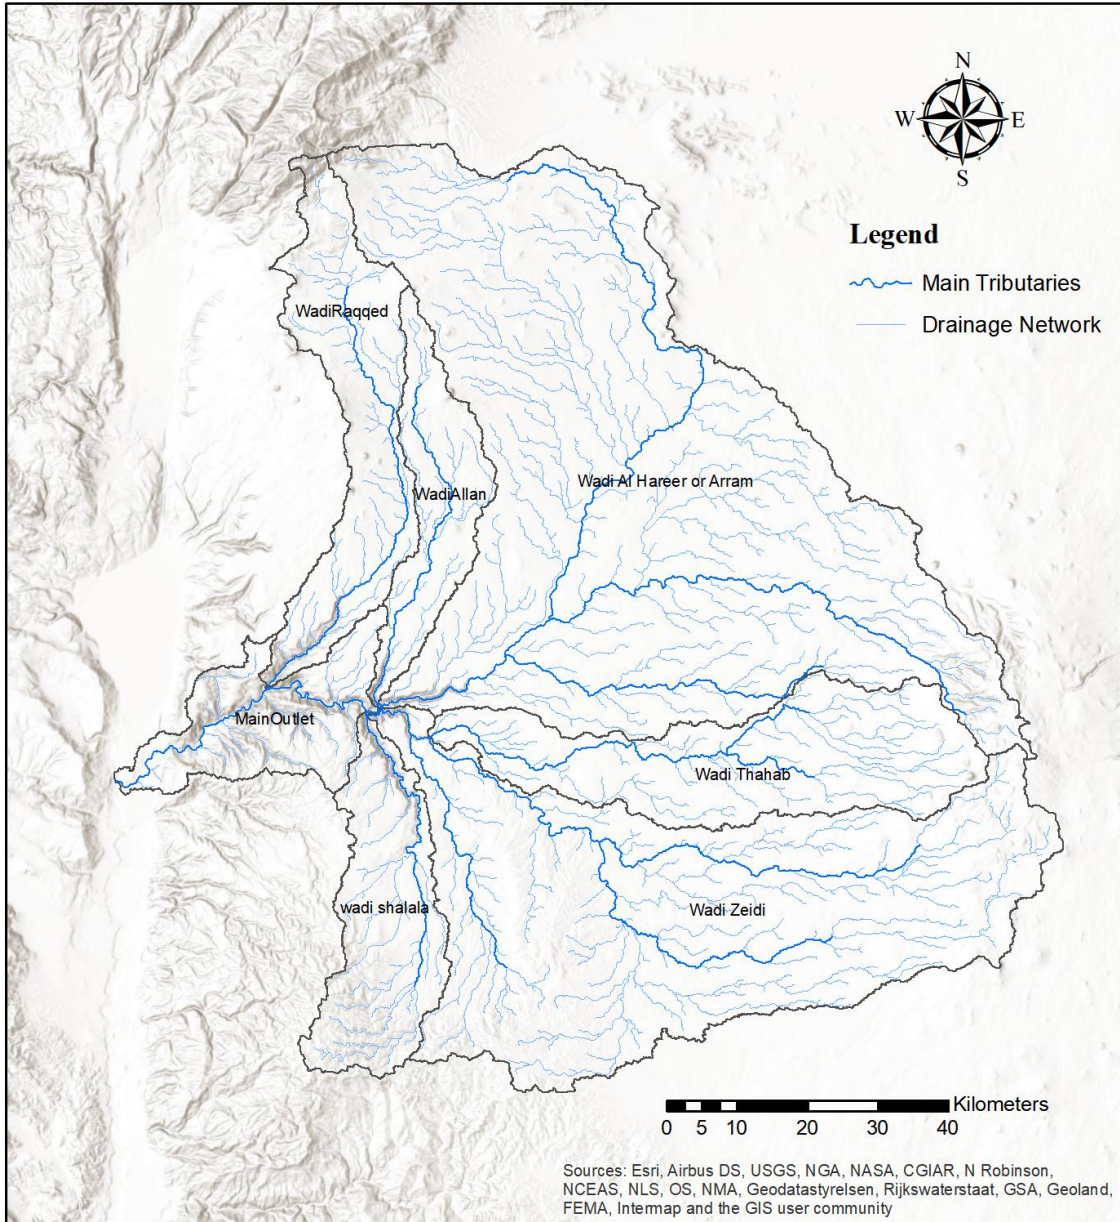 N
W E
S
Legend
Main Tributaries
Drainage Network
WadiRaqqed
WadiAllan
Wadi Al Hareer or Arram
MainOutlet
Wadi Thahab
wadi shalala
Wadi Zeidi
Kilometers
0 5 10 20 30 40
Sources: Esri, Airbus DS, USGS, NGA, NASA, CGIAR, N Robinson,
NCEAS, NLS, OS, NMA, Geodatastyrelsen, Rijkswaterstaat, GSA, Geoland,
FEMA, Intermap and the GIS user community